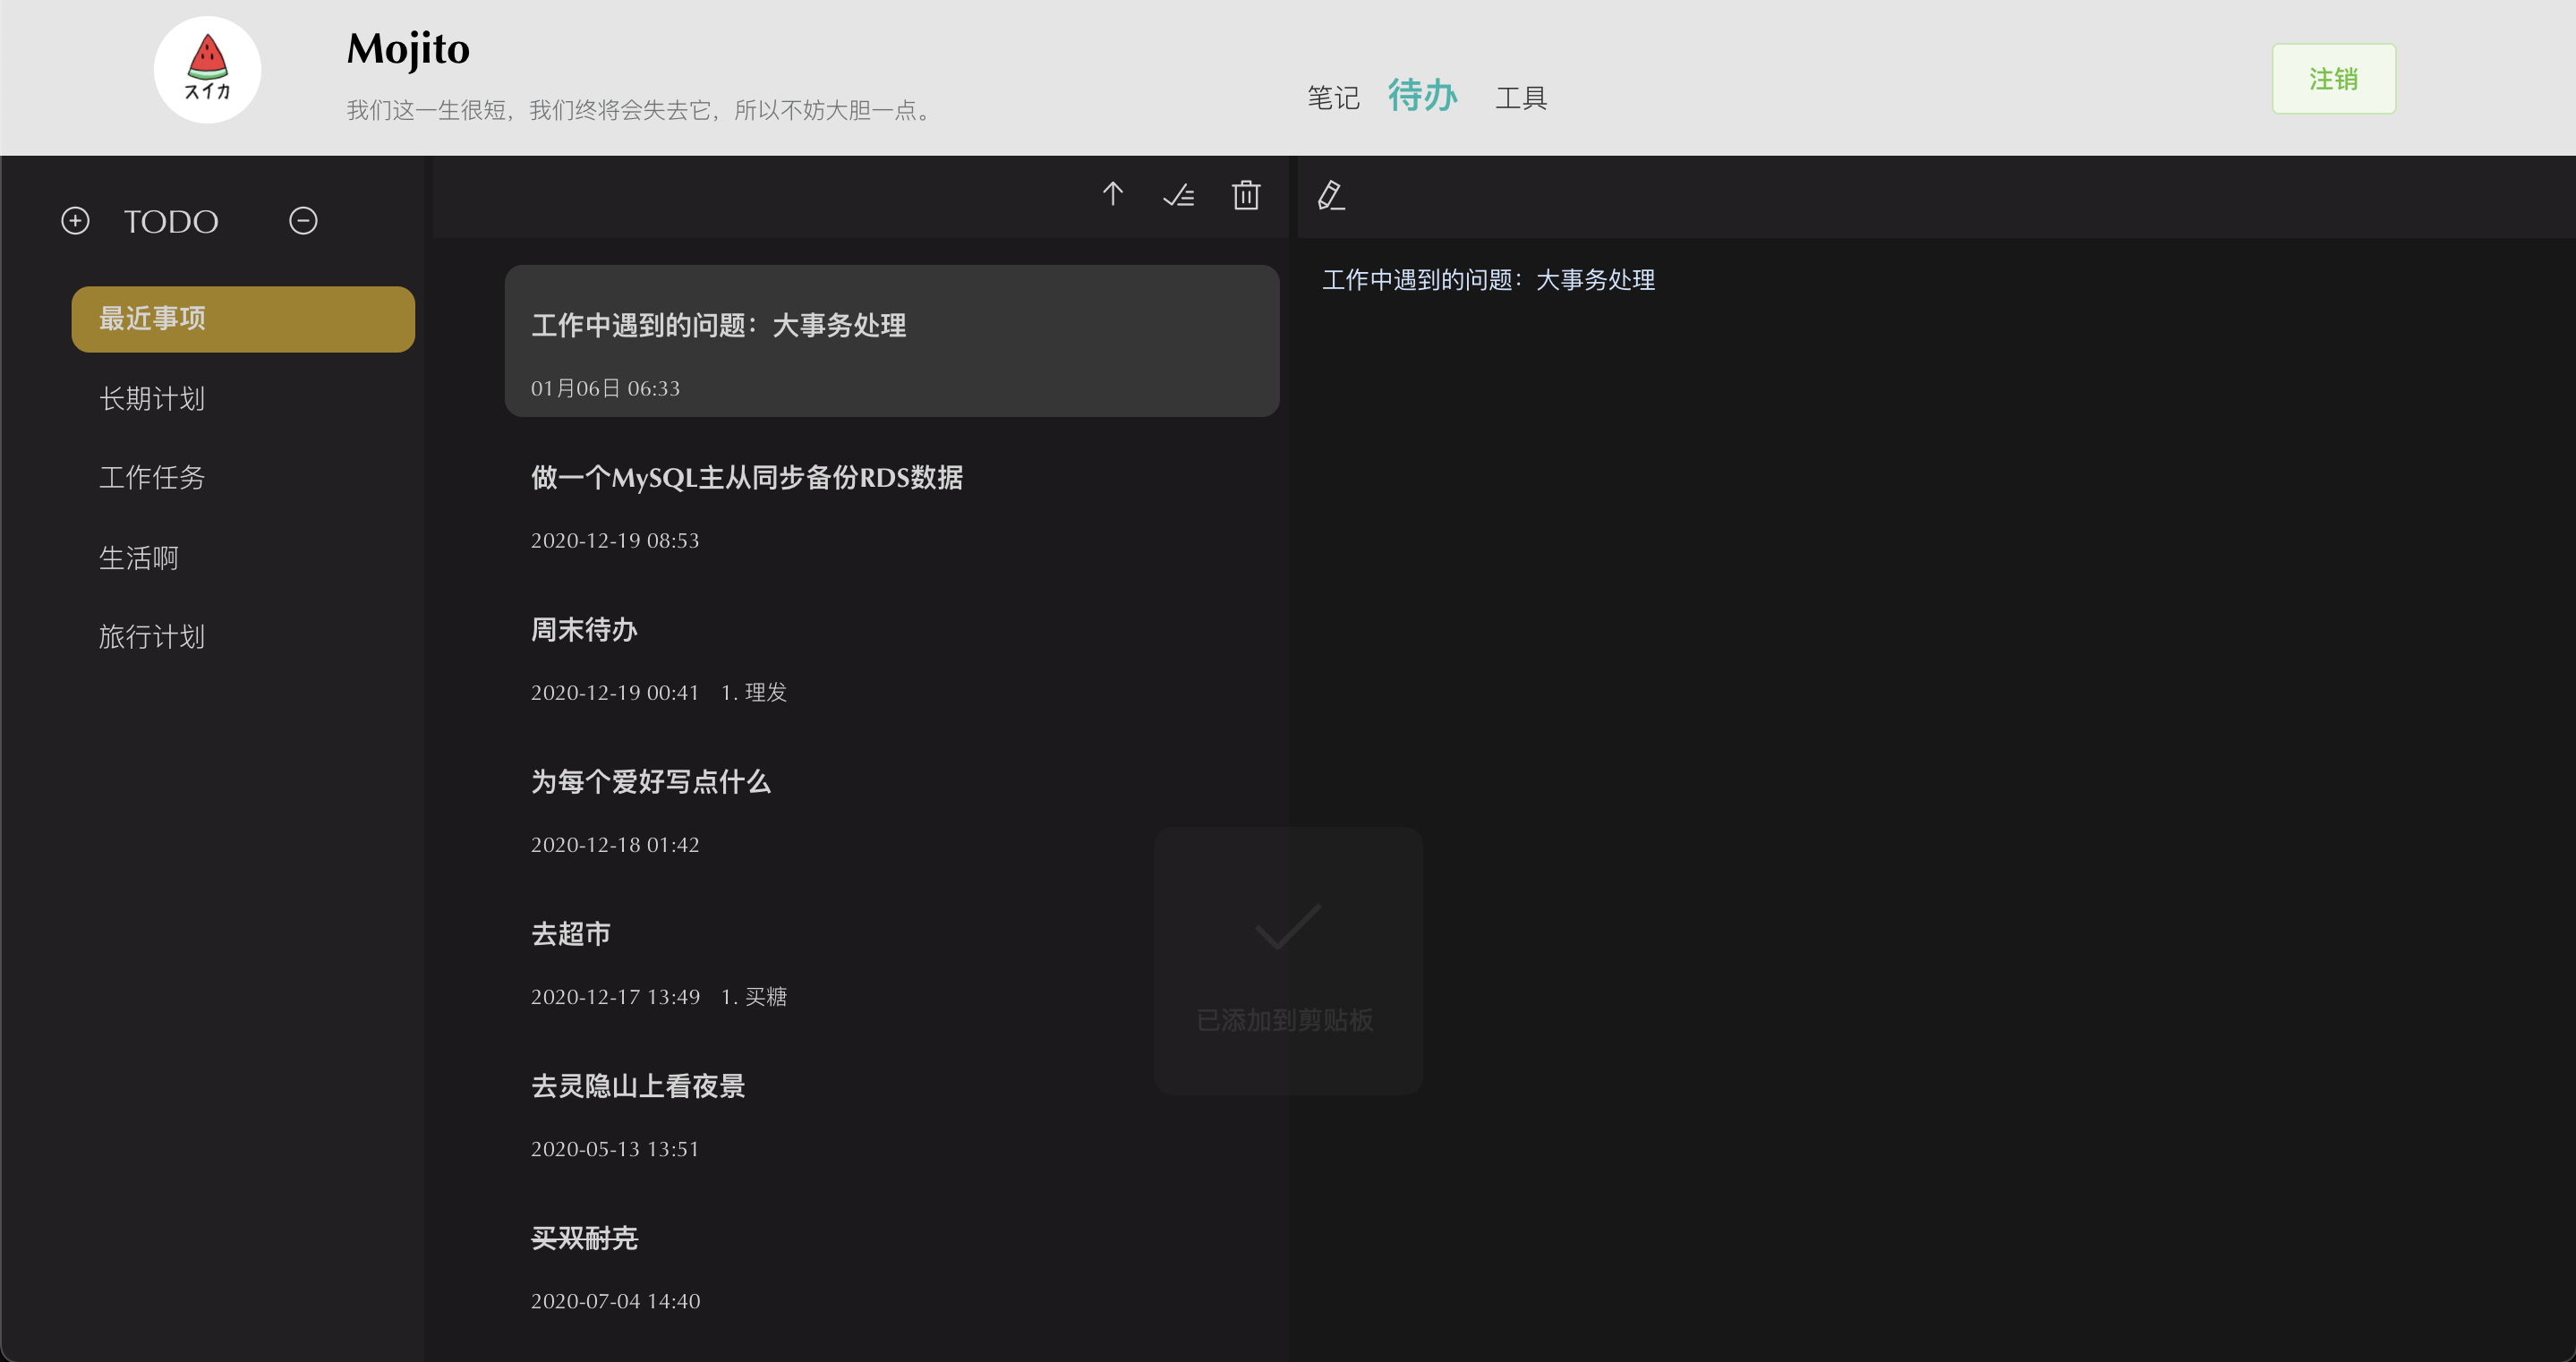 スイカ
Mojito
我们这一生很短，我们终将会失去它，所以不妨大胆一点。
笔记 待办 工具
注销
TODO
最近事项
长期计划
工作任务
生活啊
旅行计划
工作中遇到的问题：大事务处理
01月06日 06:33
做一个MySQL主从同步备份RDS数据
2020-12-19 08:53
周末待办
2020-12-19 00:41 1. 理发
为每个爱好写点什么
2020-12-18 01:42
去超市
2020-12-17 13:49 1. 买糖
去灵隐山上看夜景
2020-05-13 13:51
买双耐克
2020-07-04 14:40
工作中遇到的问题：大事务处理
已添加到剪贴板